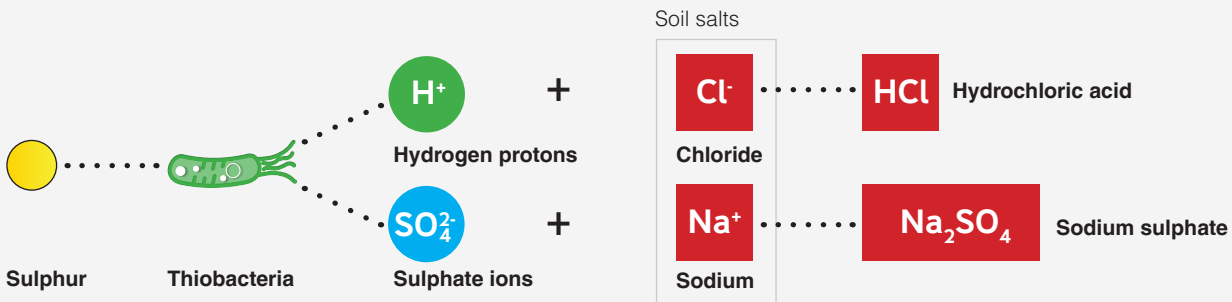 Soil salts
H⁺ + Cl⁻ HCl Hydrochloric acid
Hydrogen protons Chloride
SO₄²⁻ + Na⁺ Na₂SO₄ Sodium sulphate
Sulphur Thiobacteria Sulphate ions Sodium